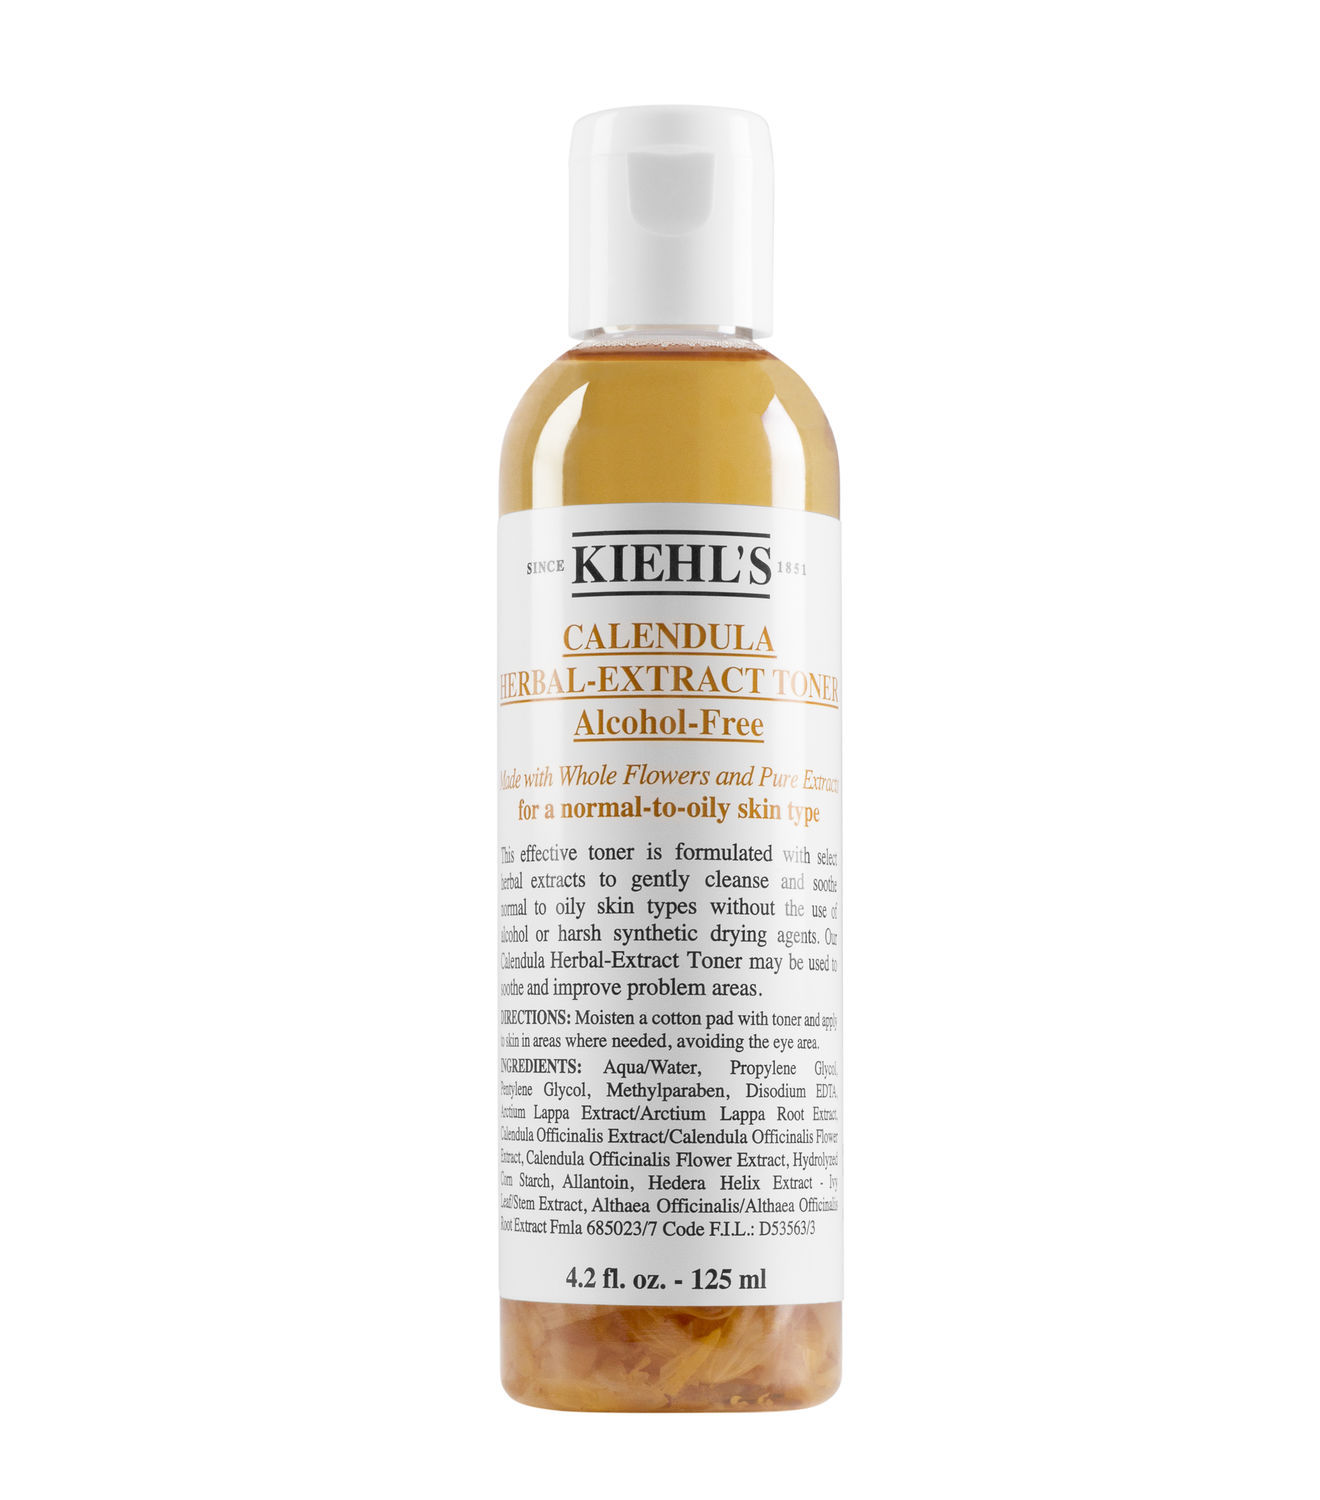 SINCE KIEHL'S 1851
CALENDULA
HERBAL-EXTRACT TONER
Alcohol-Free
Made with Whole Flowers and Pure Extracts
for a normal-to-oily skin type
This effective toner is formulated with select
herbal extracts to gently cleanse and soothe
normal to oily skin types without the use of
alcohol or harsh synthetic drying agents. Our
Calendula Herbal-Extract Toner may be used to
soothe and improve problem areas.
DIRECTIONS: Moisten a cotton pad with toner and apply
to skin in areas where needed, avoiding the eye area.
INGREDIENTS: Aqua/Water, Propylene Glycol,
Pentylene Glycol, Methylparaben, Disodium EDTA,
Arctium Lappa Extract/Arctium Lappa Root Extract,
Calendula Officinalis Extract/Calendula Officinalis Flower
Extract, Calendula Officinalis Flower Extract, Hydrolyzed
Corn Starch, Allantoin, Hedera Helix Extract - Ivy
Leaf/Stem Extract, Althaea Officinalis/Althaea Officinalis
Root Extract Fmla 685023/7 Code F.I.L.: D53563/3
4.2 fl. oz. - 125 ml